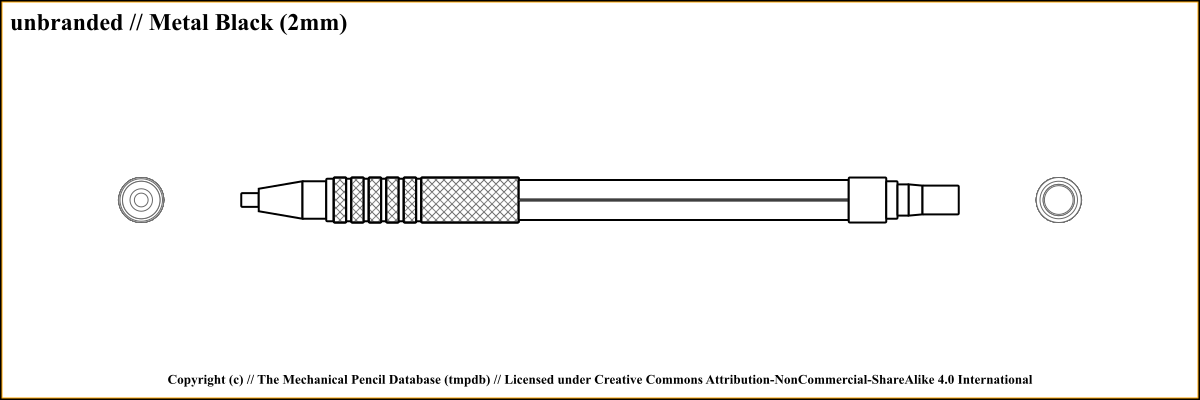 unbranded // Metal Black (2mm)
Copyright (c) // The Mechanical Pencil Database (tmpdb) // Licensed under Creative Commons Attribution-NonCommercial-ShareAlike 4.0 International